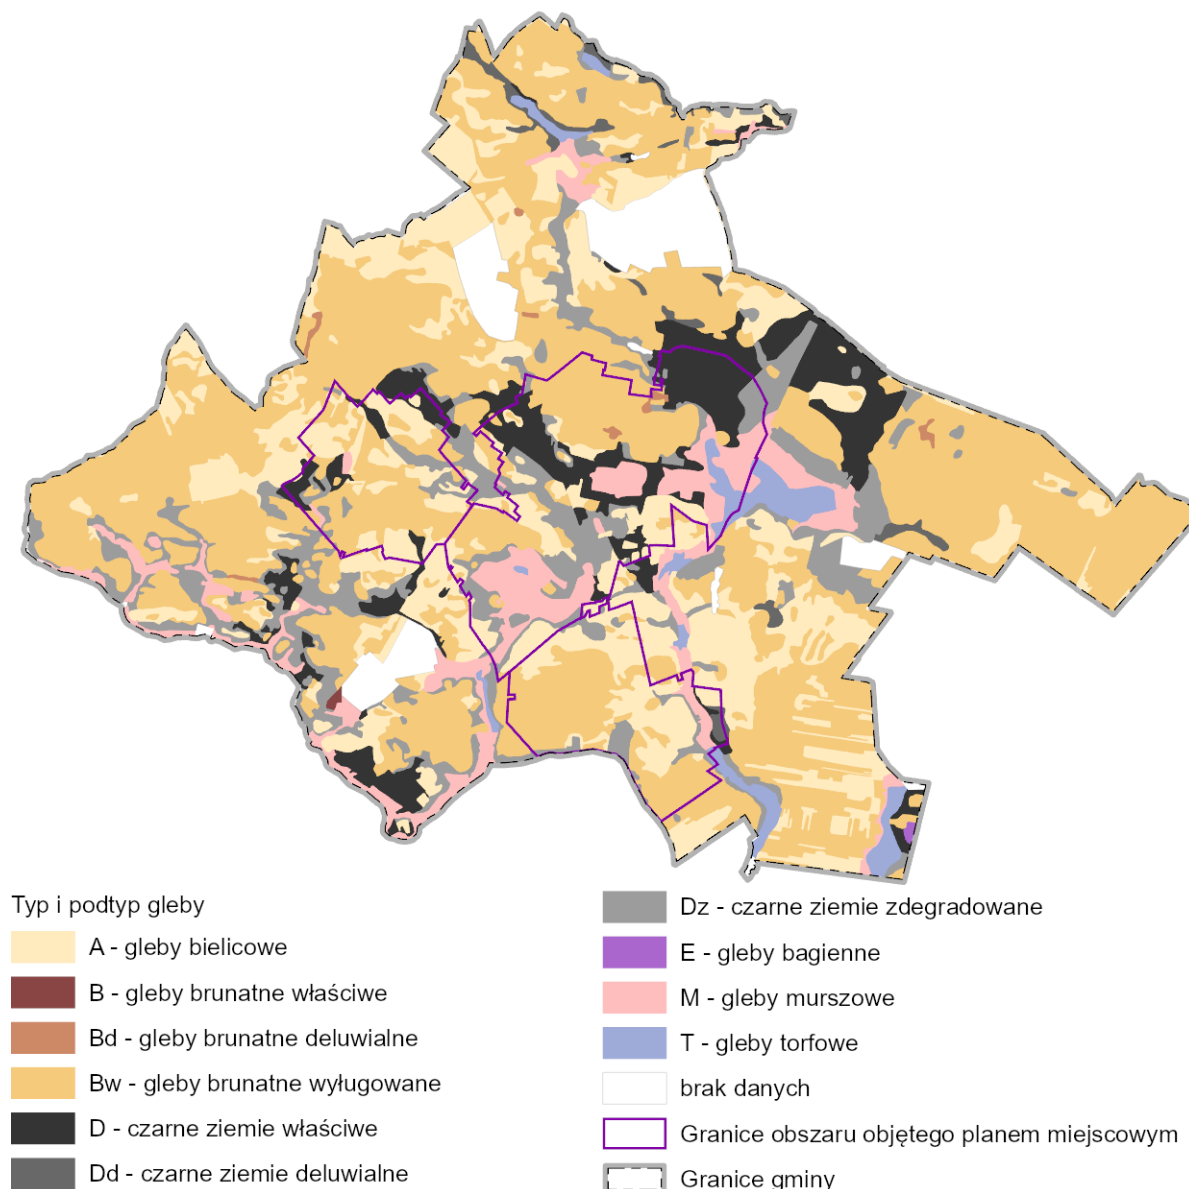 Typ i podtyp gleby
A - gleby bielicowe
B - gleby brunatne właściwe
Bd - gleby brunatne deluwialne
Bw - gleby brunatne wyługowane
D - czarne ziemie właściwe
Dd - czarne ziemie deluwialne
Dz - czarne ziemie zdegradowane
E - gleby bagienne
M - gleby murszowe
T - gleby torfowe
brak danych
Granice obszaru objętego planem miejscowym
Granice gminy